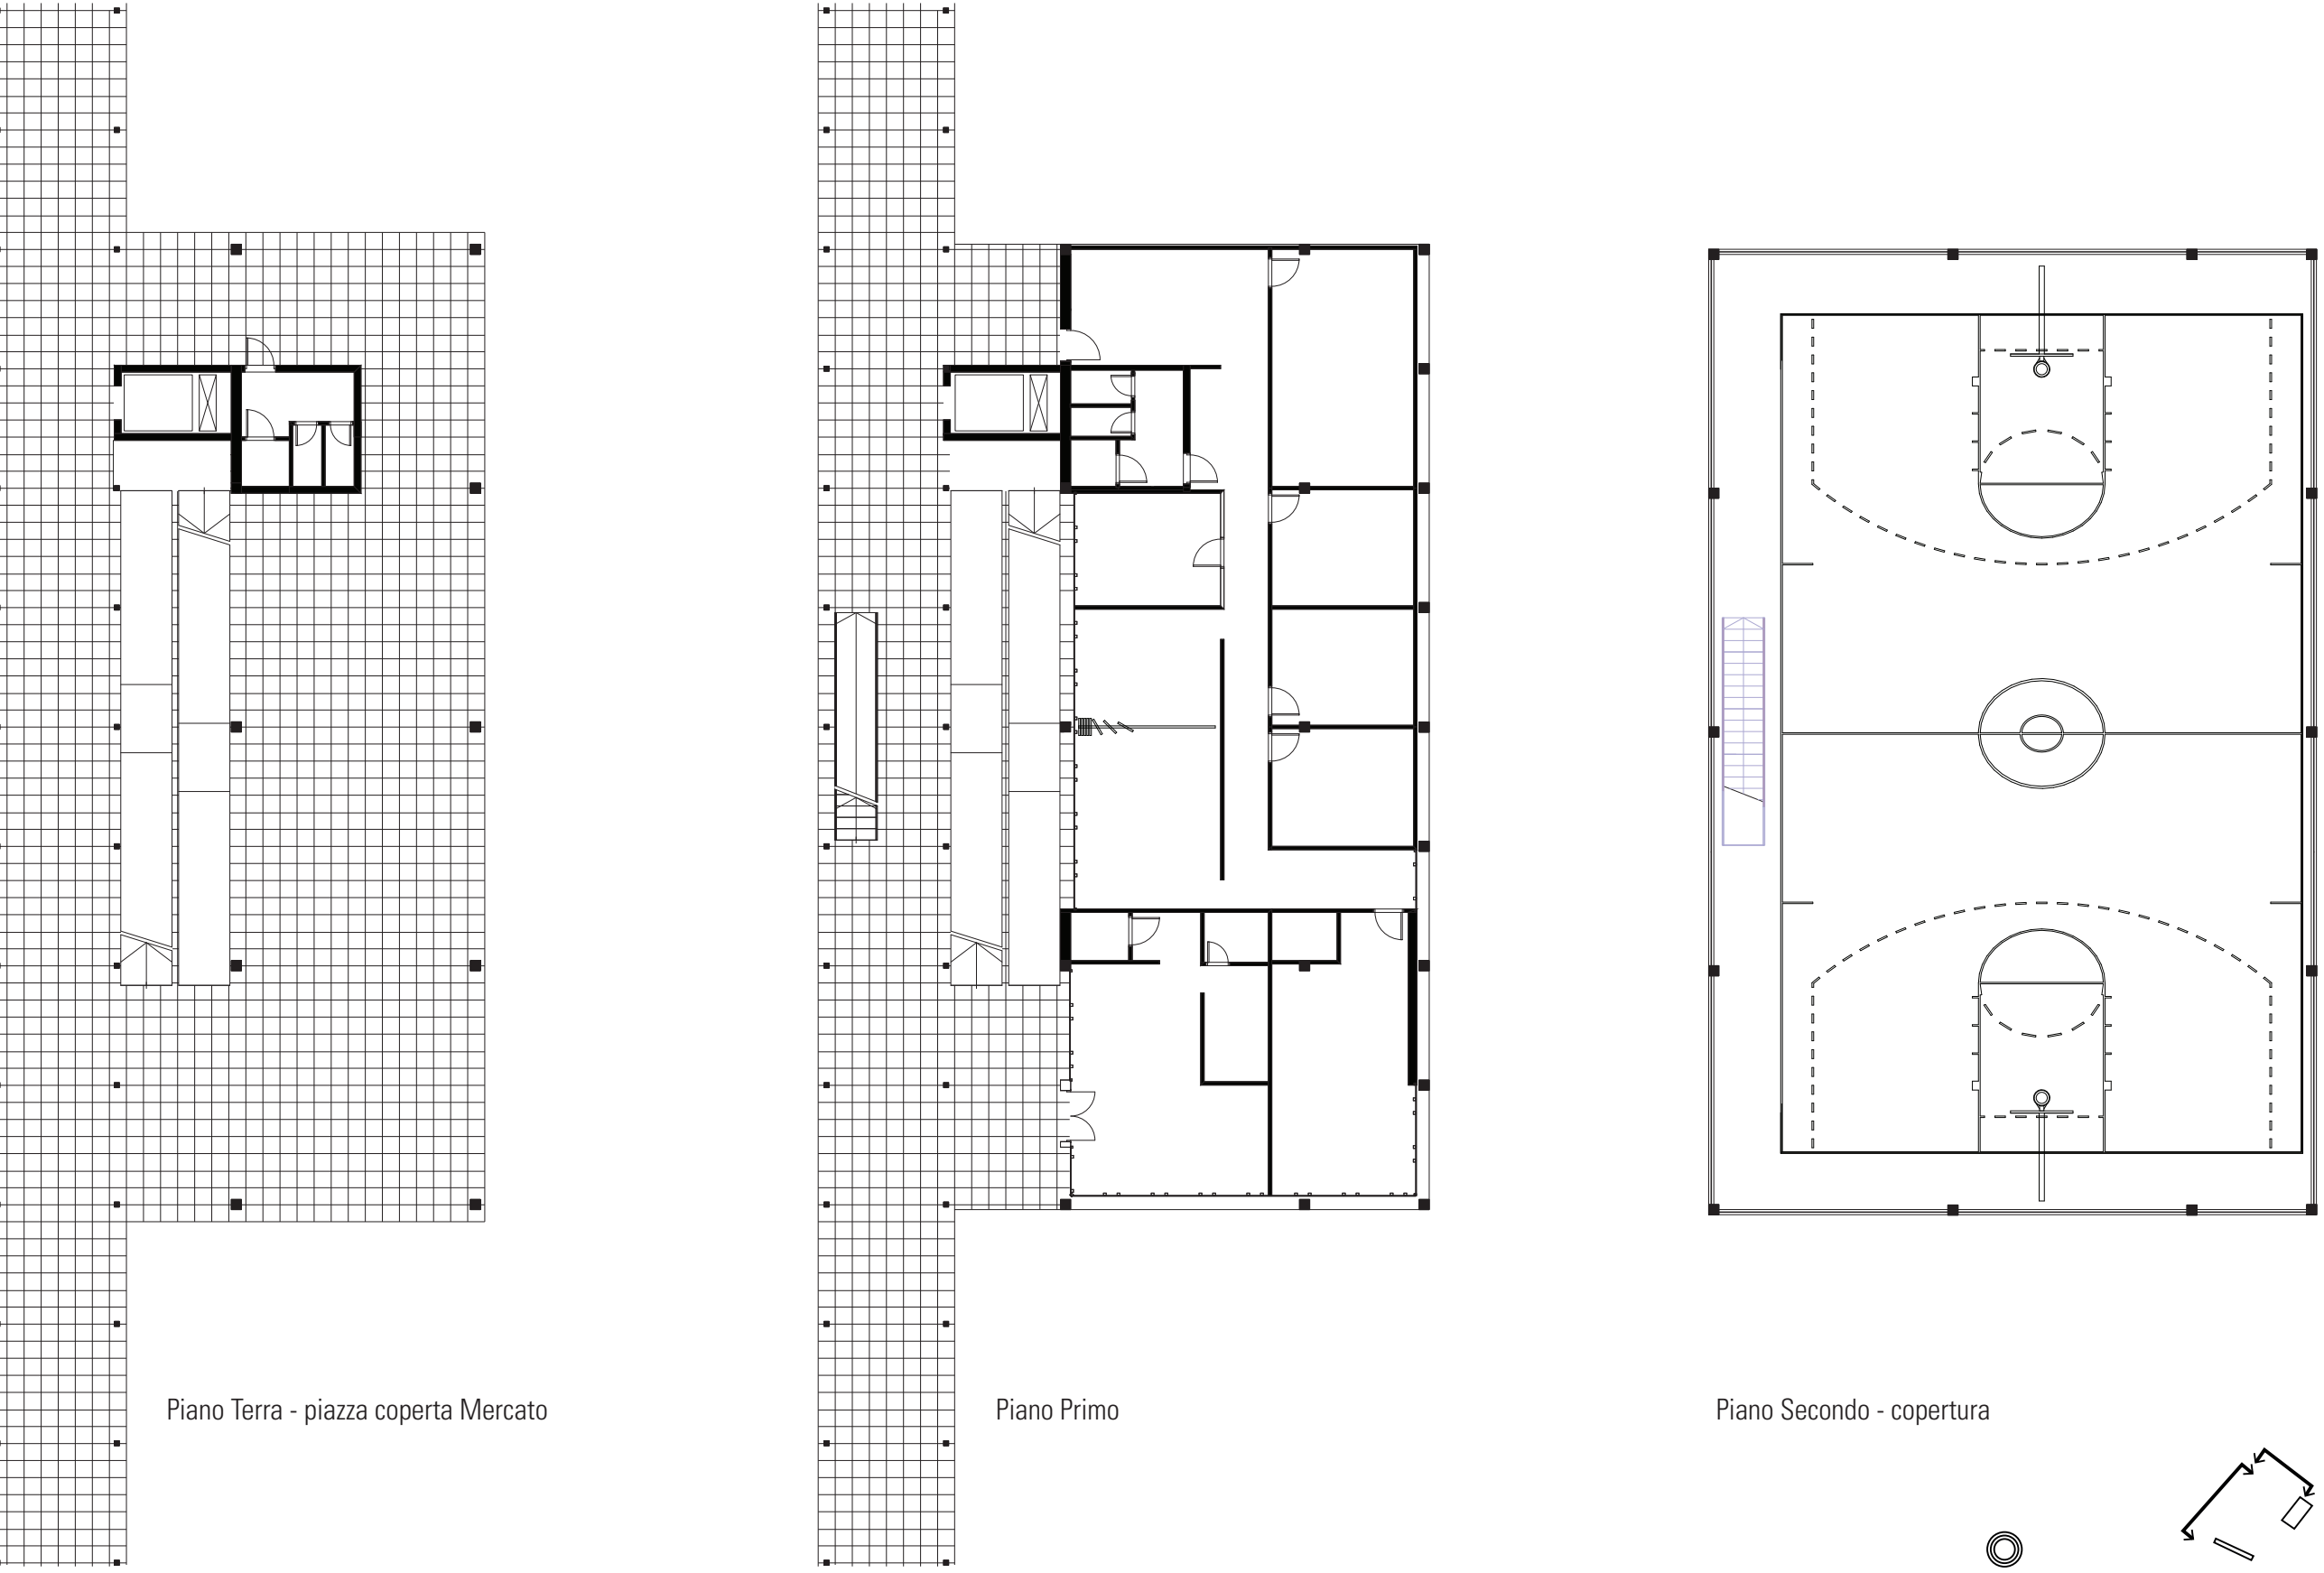 Piano Terra - piazza coperta Mercato
Piano Primo
Piano Secondo - copertura